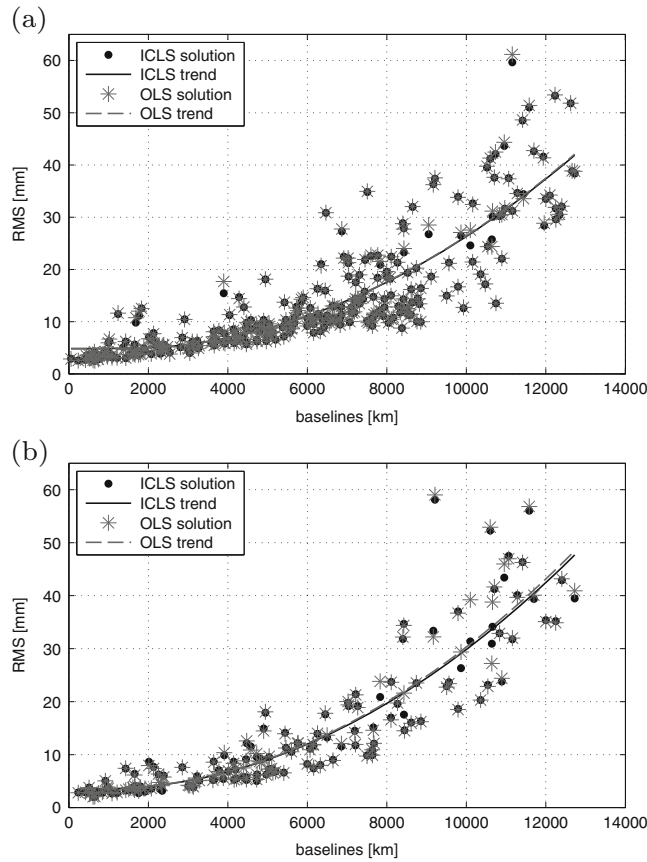 (a)
60
50
40
30
20
10
0
RMS [mm]
ICLS solution
ICLS trend
OLS solution
OLS trend
0 2000 4000 6000 8000 10000 12000 14000
baselines [km]
(b)
60
50
40
30
20
10
0
RMS [mm]
ICLS solution
ICLS trend
OLS solution
OLS trend
0 2000 4000 6000 8000 10000 12000 14000
baselines [km]